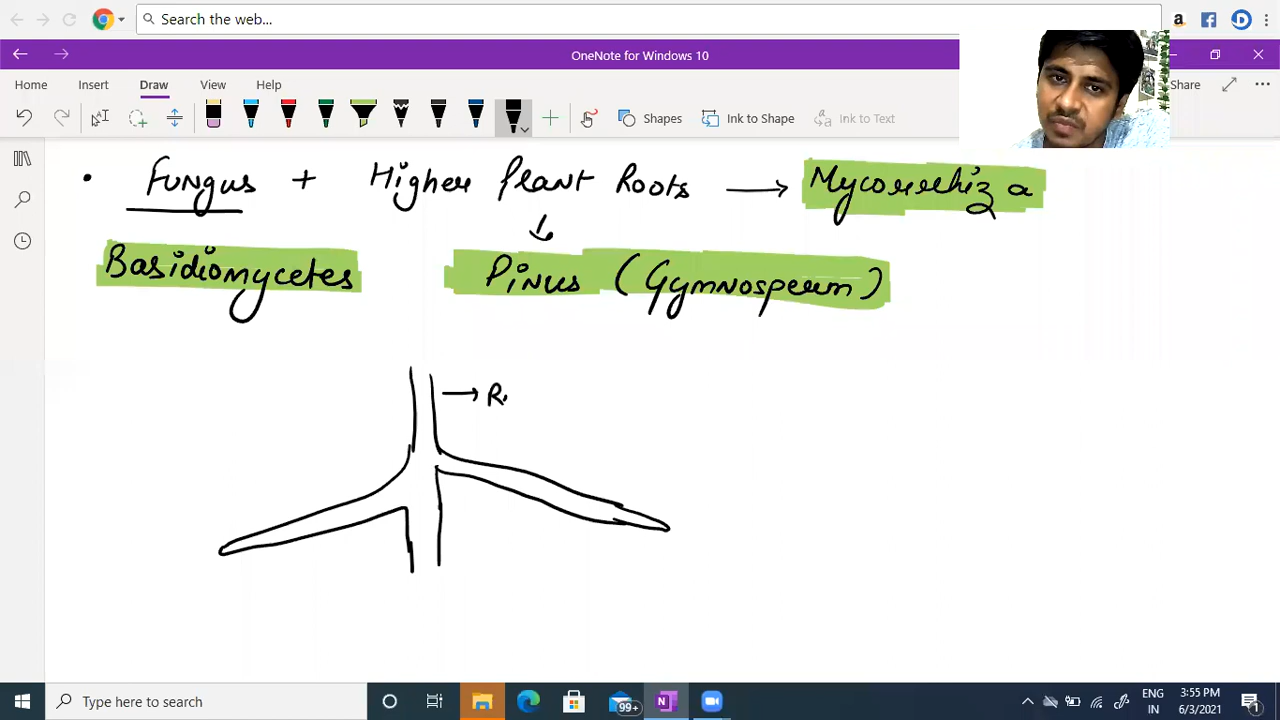 Search the web...
OneNote for Windows 10
Home Insert Draw View Help Share
Shapes Ink to Shape Ink to Text
• Fungus + Higher Plant Roots → Mycorrhiza
↓
Basidiomycetes Pinus (Gymnosperm)
→ R
Type here to search
99+
ENG
IN
3:55 PM
6/3/2021
1